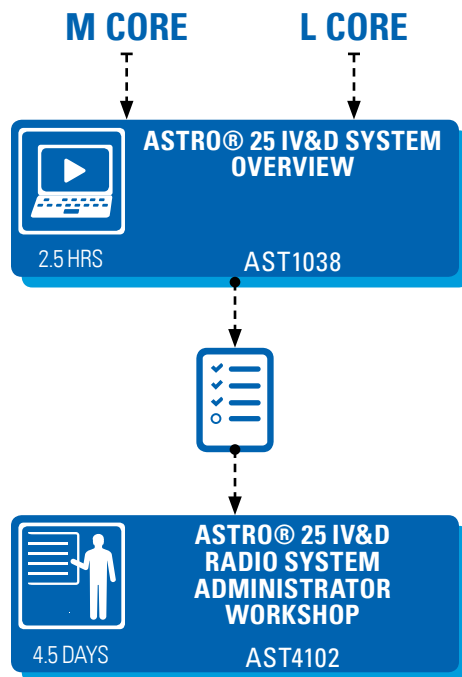 M CORE L CORE
ASTRO® 25 IV&D SYSTEM
OVERVIEW
2.5 HRS AST1038
ASTRO® 25 IV&D
RADIO SYSTEM
ADMINISTRATOR
WORKSHOP
4.5 DAYS AST4102